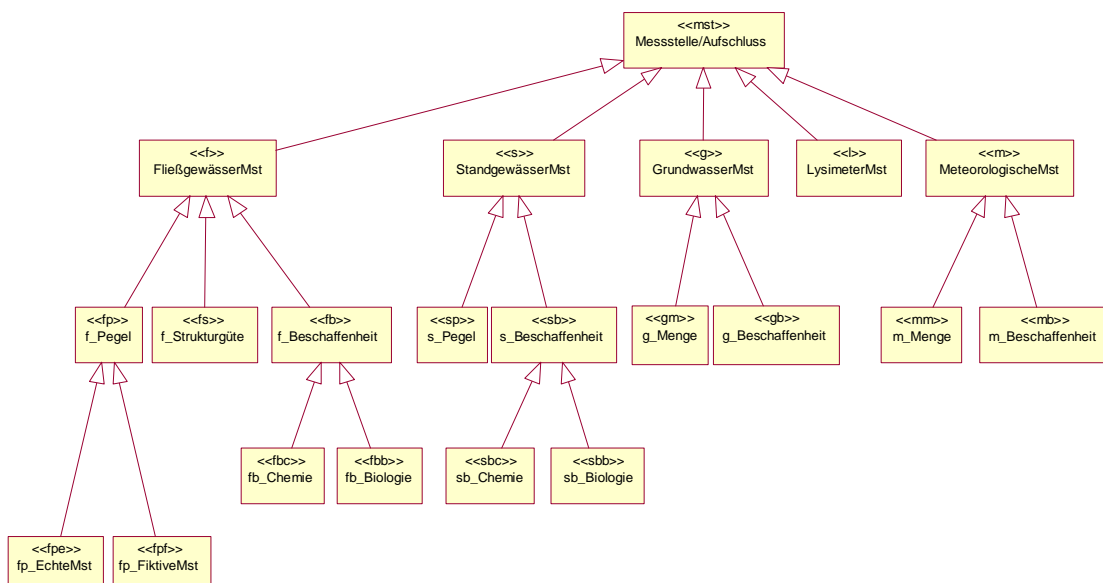 <<mst>>
Messstelle/Aufschluss
<<f>>
FließgewässerMst
<<s>>
StandgewässerMst
<<g>>
GrundwasserMst
<<l>>
LysimeterMst
<<m>>
MeteorologischeMst
<<fp>>
f_Pegel
<<fs>>
f_Strukturgüte
<<fb>>
f_Beschaffenheit
<<sp>>
s_Pegel
<<sb>>
s_Beschaffenheit
<<gm>>
g_Menge
<<gb>>
g_Beschaffenheit
<<mm>>
m_Menge
<<mb>>
m_Beschaffenheit
<<fbc>>
fb_Chemie
<<fbb>>
fb_Biologie
<<sbc>>
sb_Chemie
<<sbb>>
sb_Biologie
<<fpe>>
fp_EchteMst
<<fpf>>
fp_FiktiveMst